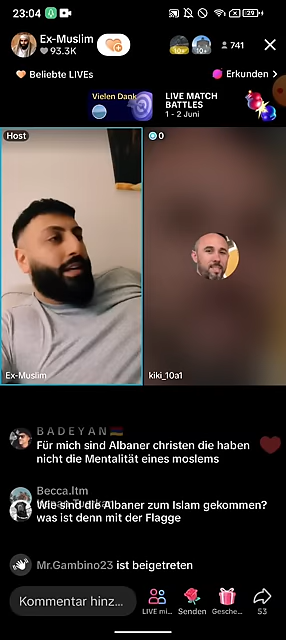 23:04
29
Ex-Muslim
93.3K
741
Beliebte LIVEs
Erkunden >
Vielen Dank
LIVE MATCH
BATTLES
1 - 2 Juni
Host
0
Ex-Muslim
kiki_10a1
BADEYAN
Für mich sind Albaner christen die haben
nicht die Mentalität eines moslems
Becca.ltm
Wie sind die Albaner zum Islam gekommen?
was ist denn mit der Flagge
Mr.Gambino23 ist beigetreten
Kommentar hinz...
LIVE mi...
Senden
Gesche...
53